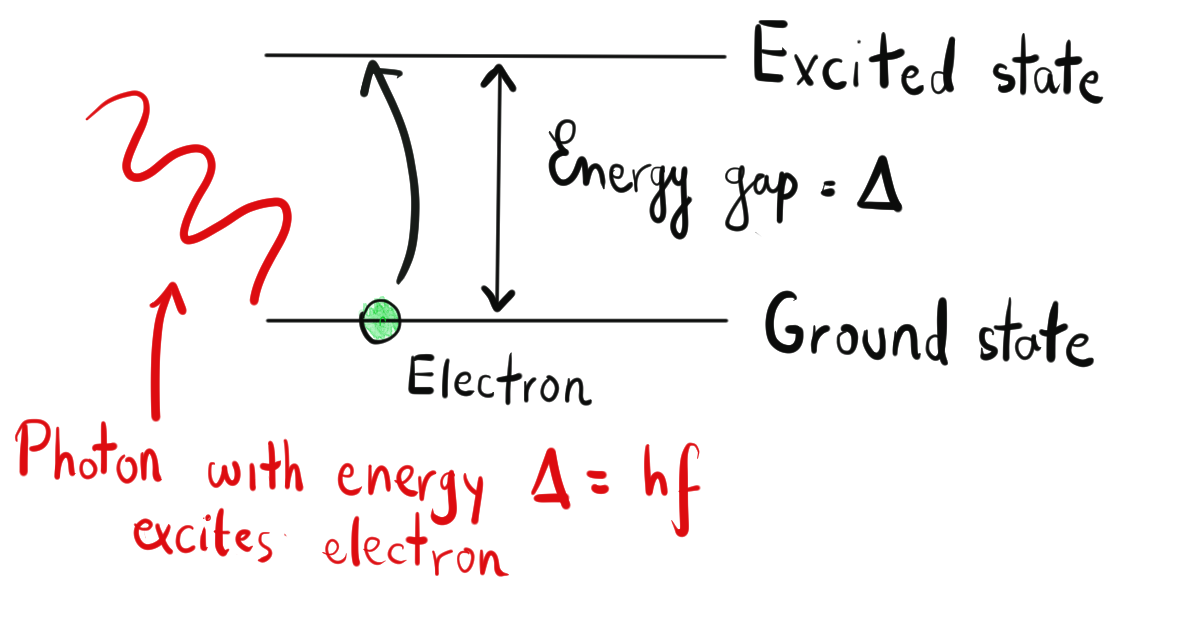 Excited state
Energy gap = Δ
Ground state
Electron
Photon with energy Δ = hf
excites electron